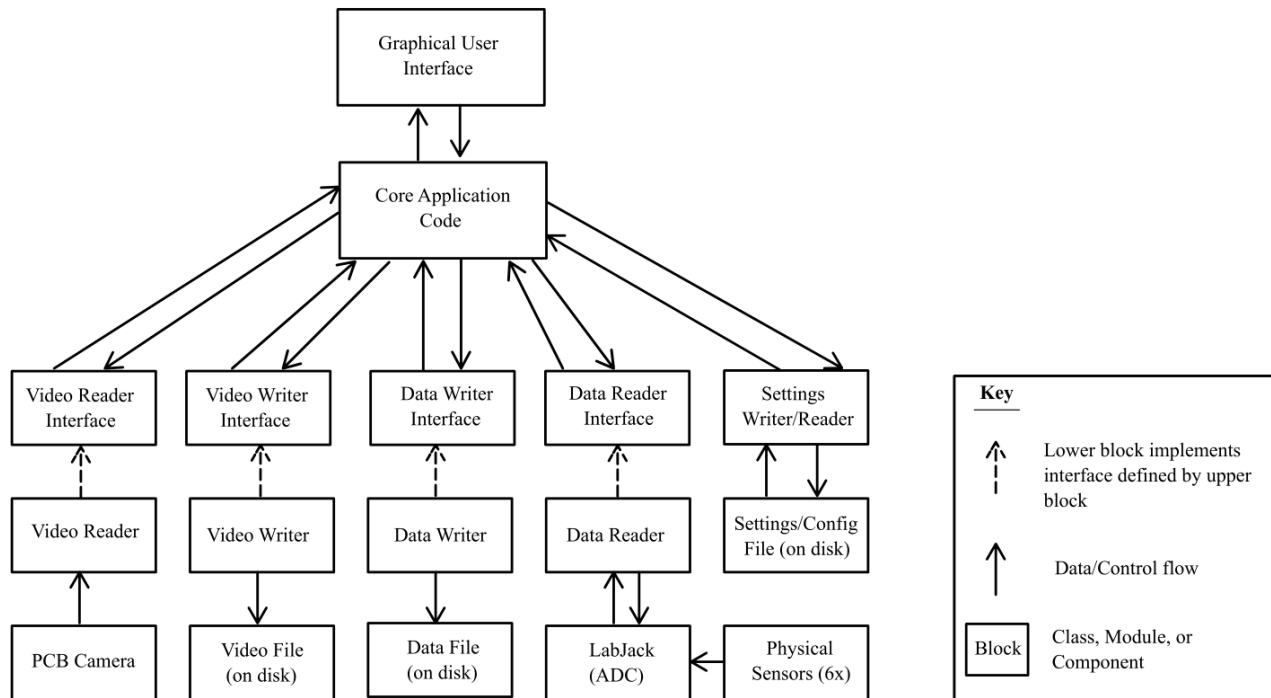 Graphical User
Interface
Core Application
Code
Video Reader
Interface
Video Writer
Interface
Data Writer
Interface
Data Reader
Interface
Settings
Writer/Reader
Video Reader
Video Writer
Data Writer
Data Reader
Settings/Config
File (on disk)
PCB Camera
Video File
(on disk)
Data File
(on disk)
LabJack
(ADC)
Physical
Sensors (6x)
Key
Lower block implements
interface defined by upper
block
Data/Control flow
Block
Class, Module, or
Component